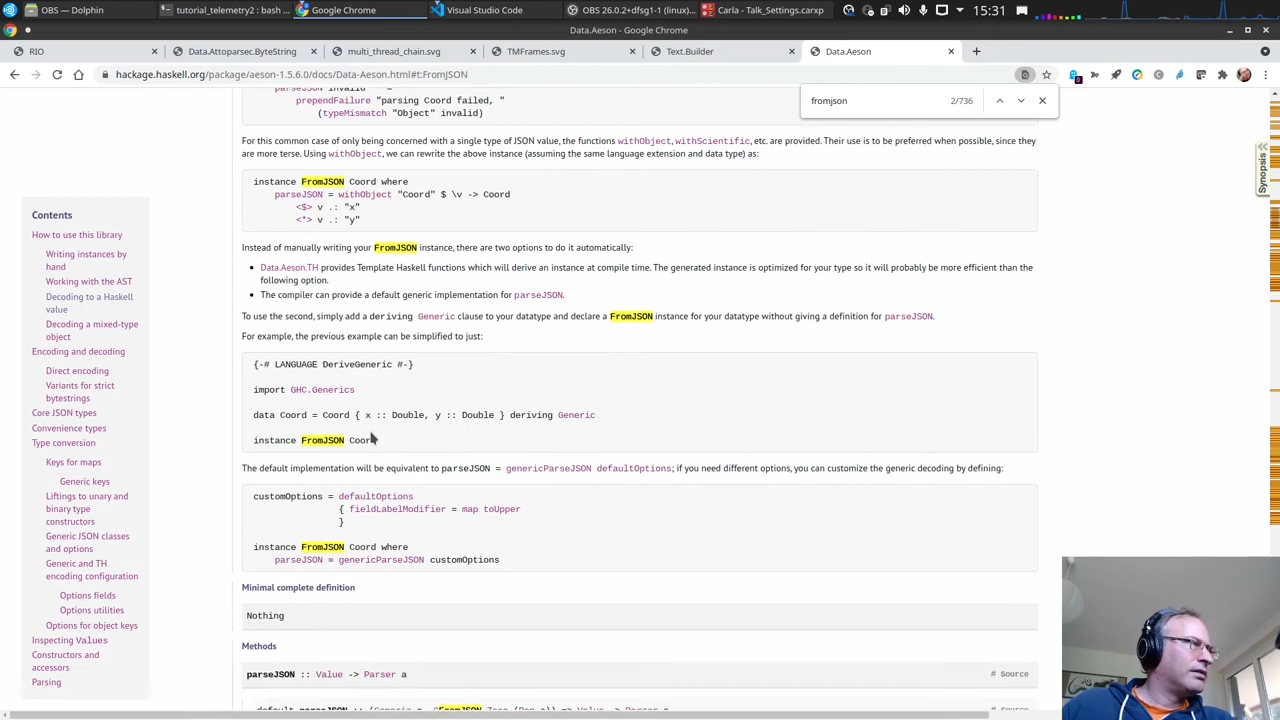 OBS — Dolphin
tutorial_telemetry2 : bash ...
Google Chrome
Visual Studio Code
OBS 26.0.2+dfsg1-1 (linux)...
Carla - Talk_Settings.carxp
15:31
Data.Aeson - Google Chrome
RIO
Data.Attoparsec.ByteString
multi_thread_chain.svg
TMFrames.svg
Text.Builder
Data.Aeson
hackage.haskell.org/package/aeson-1.5.6.0/docs/Data-Aeson.html#t:FromJSON
fromjson
2/736
parseJSON invalid =
prependFailure "parsing Coord failed, "
(typeMismatch "Object" invalid)
For this common case of only being concerned with a single type of JSON value, the functions withObject, withScientific, etc. are provided. Their use is to be preferred when possible, since they
are more terse. Using withObject, we can rewrite the above instance (assuming the same language extension and data type) as:
instance FromJSON Coord where
parseJSON = withObject "Coord" $ \v -> Coord
<$> v .: "x"
<*> v .: "y"
Instead of manually writing your FromJSON instance, there are two options to do it automatically:
• Data.Aeson.TH provides Template Haskell functions which will derive an instance at compile time. The generated instance is optimized for your type so it will probably be more efficient than the
following option.
• The compiler can provide a default generic implementation for parseJSON.
To use the second, simply add a deriving Generic clause to your datatype and declare a FromJSON instance for your datatype without giving a definition for parseJSON.
For example, the previous example can be simplified to just:
{-# LANGUAGE DeriveGeneric #-}
import GHC.Generics
data Coord = Coord { x :: Double, y :: Double } deriving Generic
instance FromJSON Coord
The default implementation will be equivalent to parseJSON = genericParseJSON defaultOptions; if you need different options, you can customize the generic decoding by defining:
customOptions = defaultOptions
{ fieldLabelModifier = map toUpper
}
instance FromJSON Coord where
parseJSON = genericParseJSON customOptions
Minimal complete definition
Nothing
Methods
parseJSON :: Value -> Parser a
# Source
Synopsis
Contents
How to use this library
Writing instances by
hand
Working with the AST
Decoding to a Haskell
value
Decoding a mixed-type
object
Encoding and decoding
Direct encoding
Variants for strict
bytestrings
Core JSON types
Convenience types
Type conversion
Keys for maps
Generic keys
Liftings to unary and
binary type
constructors
Generic JSON classes
and options
Generic and TH
encoding configuration
Options fields
Options utilities
Options for object keys
Inspecting Values
Constructors and
accessors
Parsing